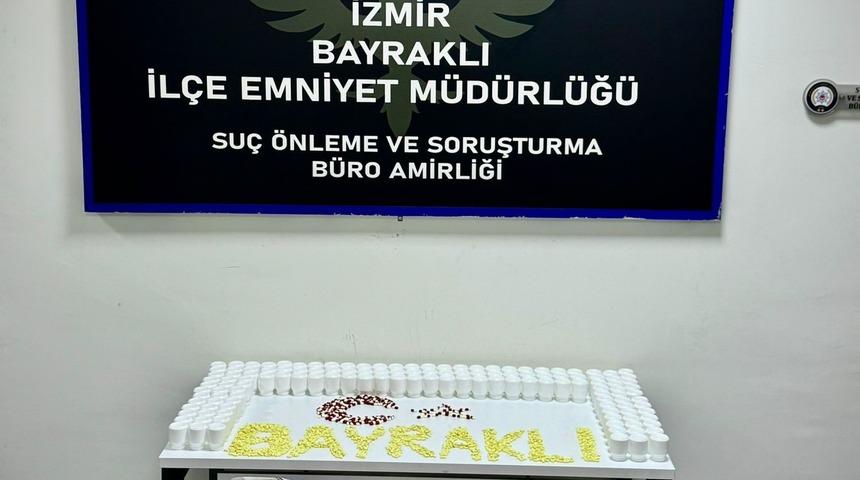 İZMİR
BAYRAKLI
İLÇE EMNİYET MÜDÜRLÜĞÜ
SUÇ ÖNLEME VE SORUŞTURMA
BÜRO AMİRLİĞİ
BAYRAKLI